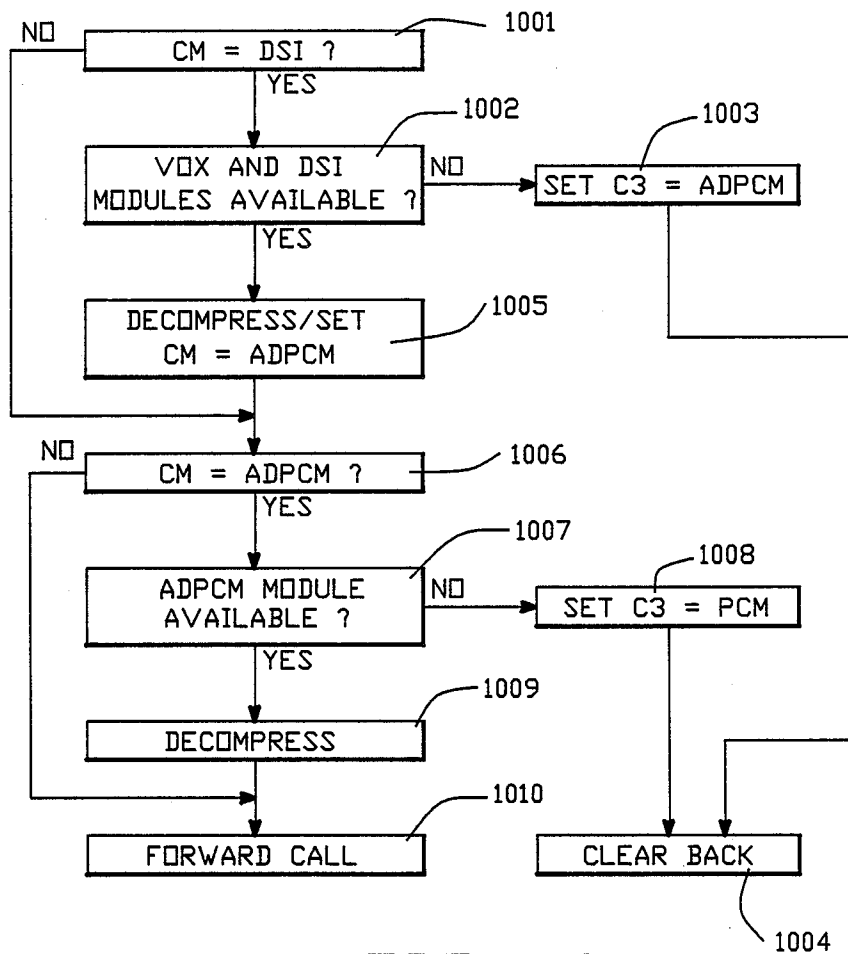 NO
CM = DSI ?
1001
YES
1002
VOX AND DSI
MODULES AVAILABLE ?
NO
1003
SET C3 = ADPCM
YES
DECOMPRESS/SET
CM = ADPCM
1005
NO
CM = ADPCM ?
1006
YES
1007
ADPCM MODULE
AVAILABLE ?
NO
1008
SET C3 = PCM
YES
1009
DECOMPRESS
1010
FORWARD CALL
CLEAR BACK
1004